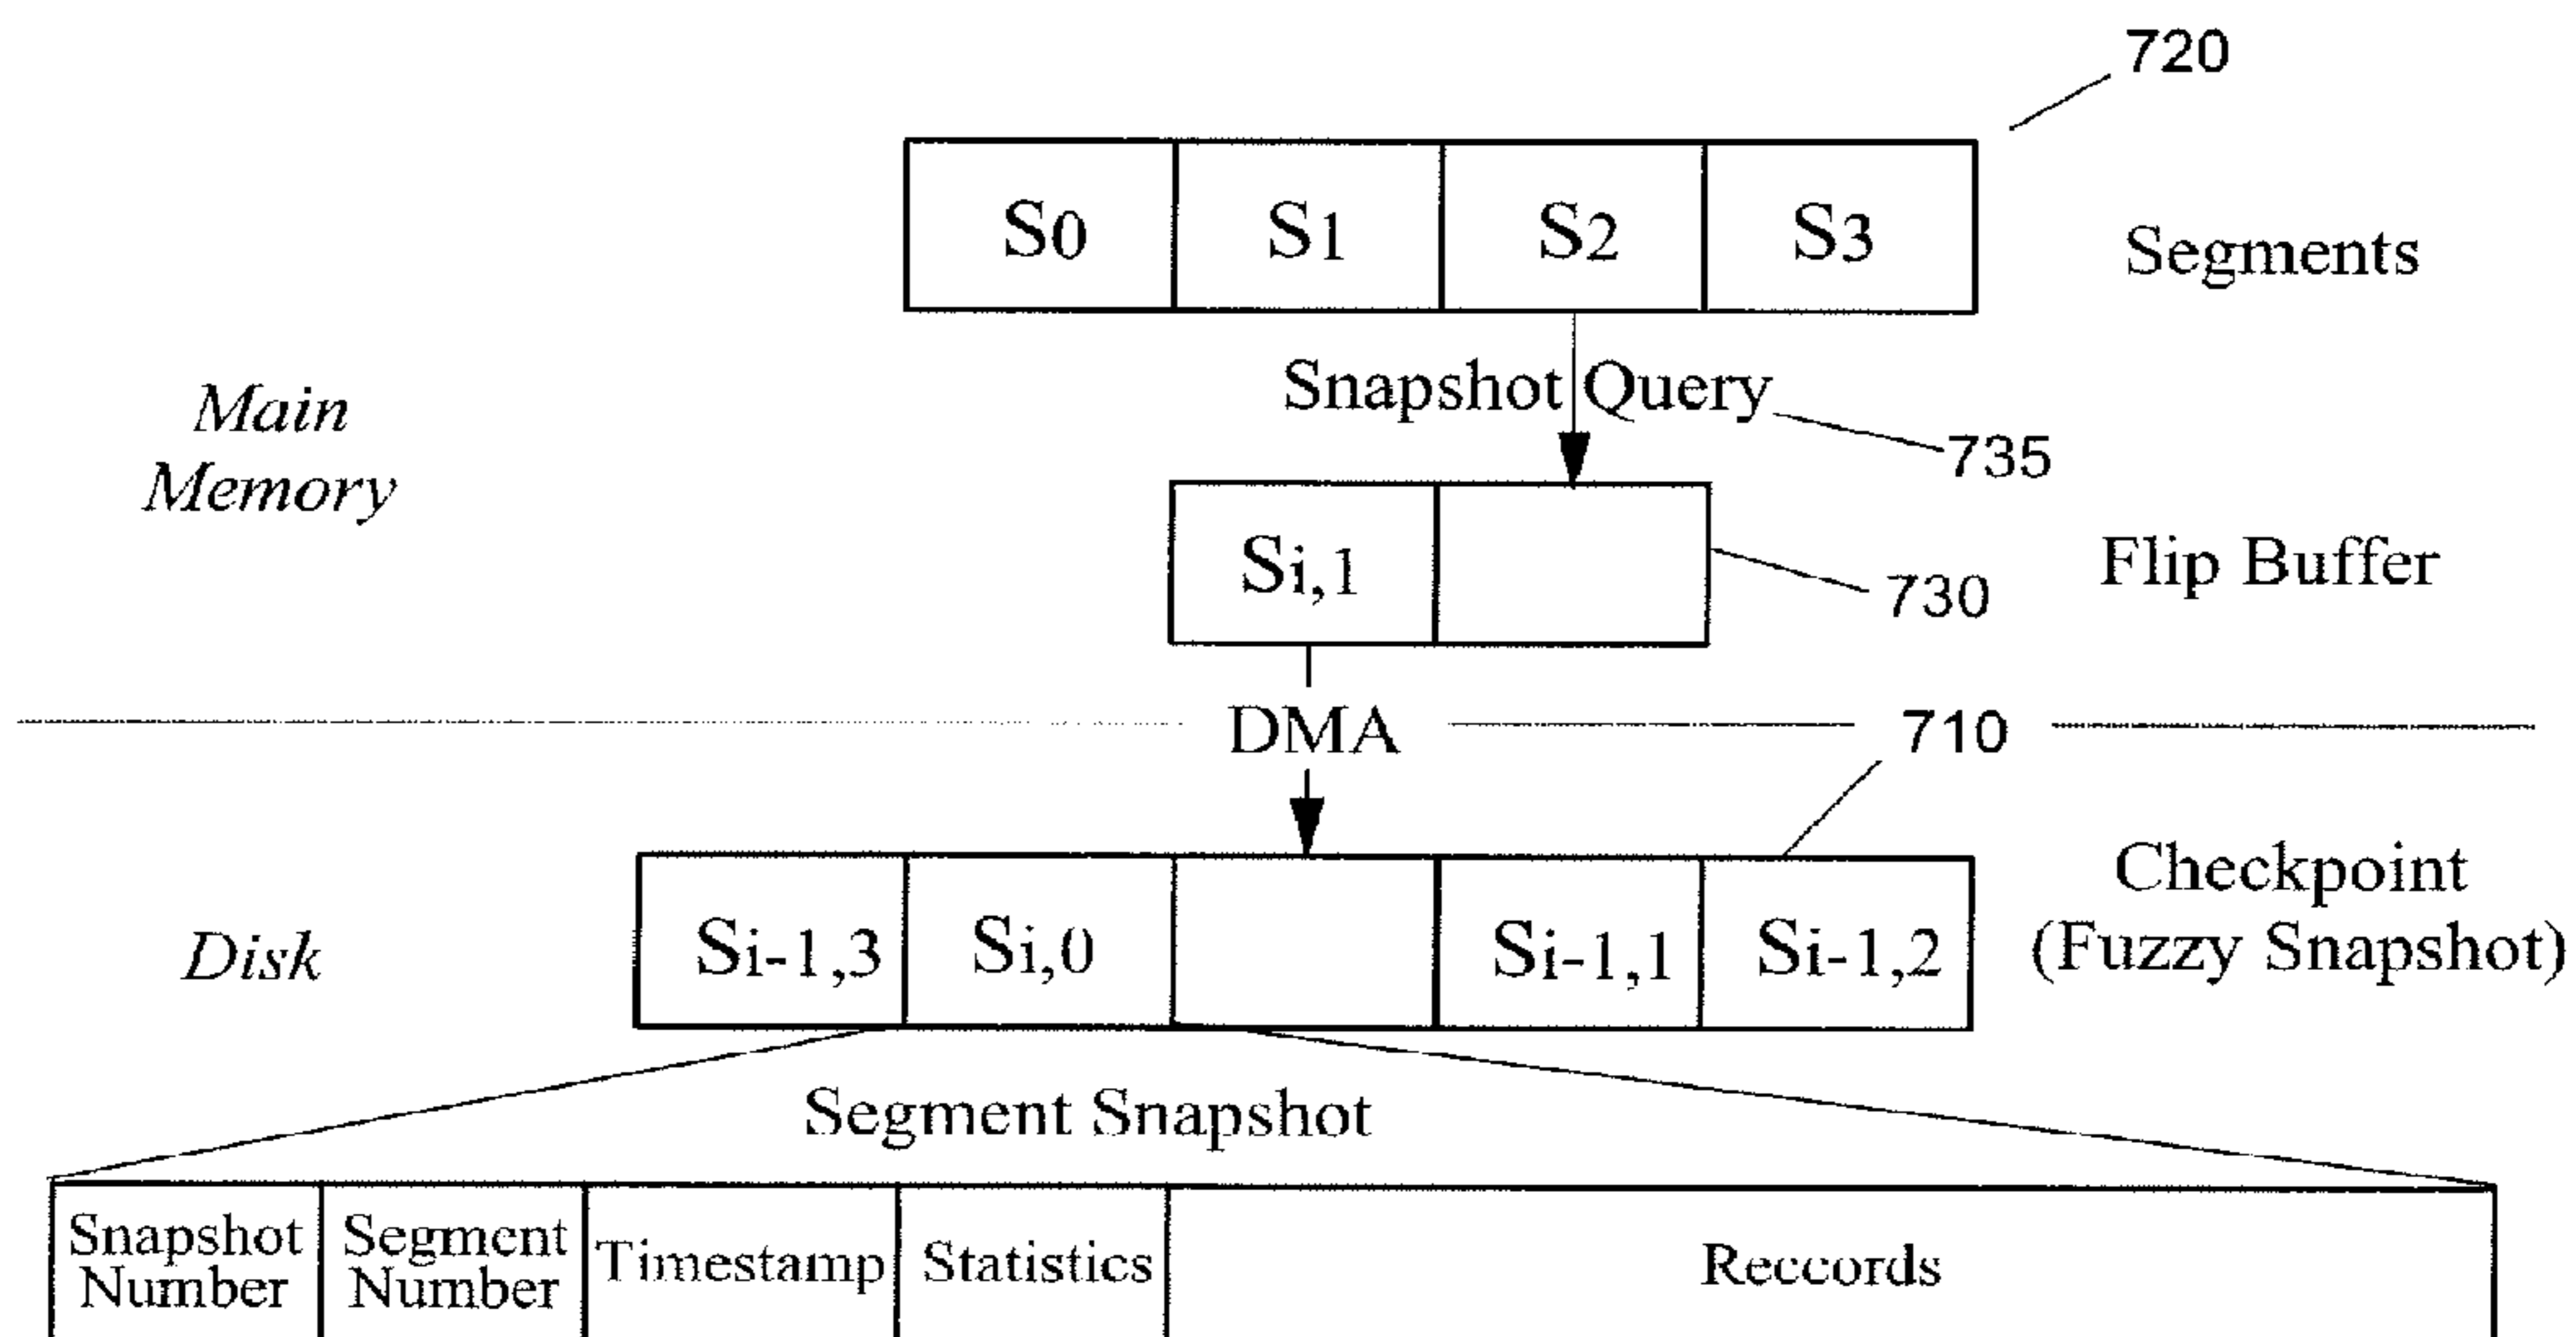 720
S0 S1 S2 S3 Segments
Snapshot Query
Main
Memory
735
Si,1 Flip Buffer
730
DMA 710
Checkpoint
(Fuzzy Snapshot)
Disk Si-1,3 Si,0 Si-1,1 Si-1,2
Segment Snapshot
Snapshot
Number
Segment
Number
Timestamp
Statistics
Reccords